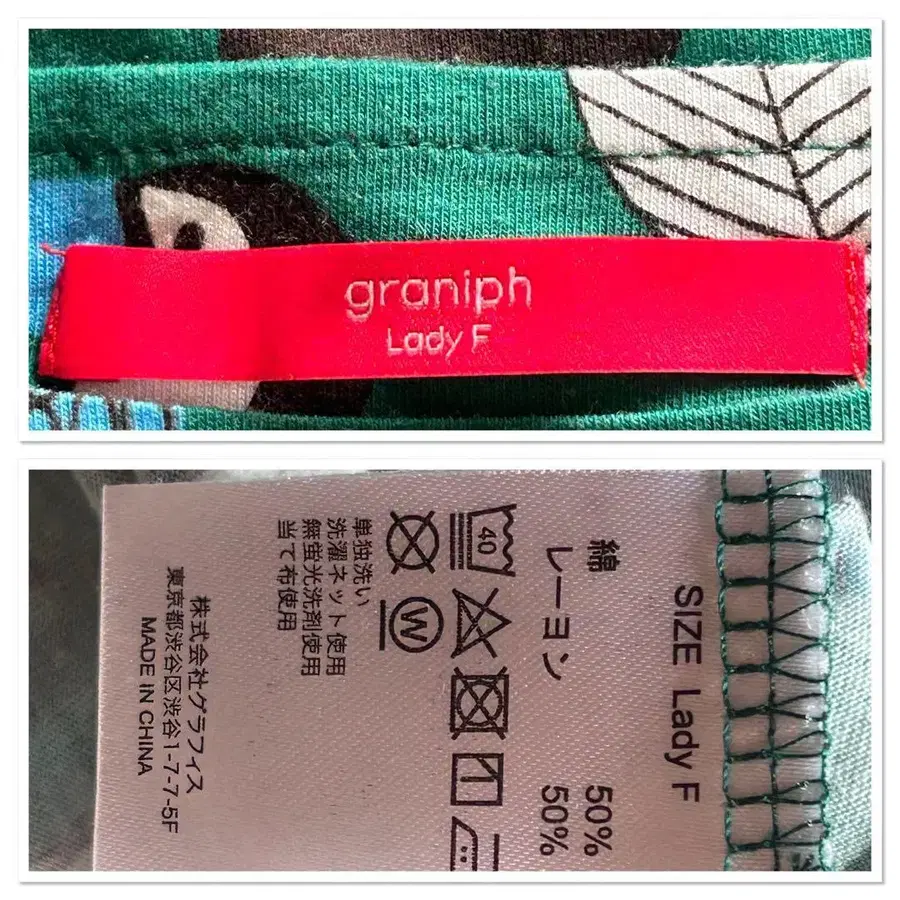 graniph
Lady F
SIZE Lady F
綿 50%
レーヨン 50%
40
W
単独洗い
洗濯ネット使用
無蛍光洗剤使用
当て布使用
株式会社グラフィス
東京都渋谷区渋谷1-7-7-5F
MADE IN CHINA